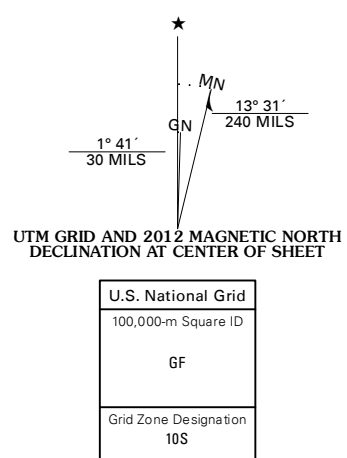 ★
MN
GN
13° 31´
240 MILS
1° 41´
30 MILS
UTM GRID AND 2012 MAGNETIC NORTH
DECLINATION AT CENTER OF SHEET
U.S. National Grid
100,000-m Square ID
GF
Grid Zone Designation
10S